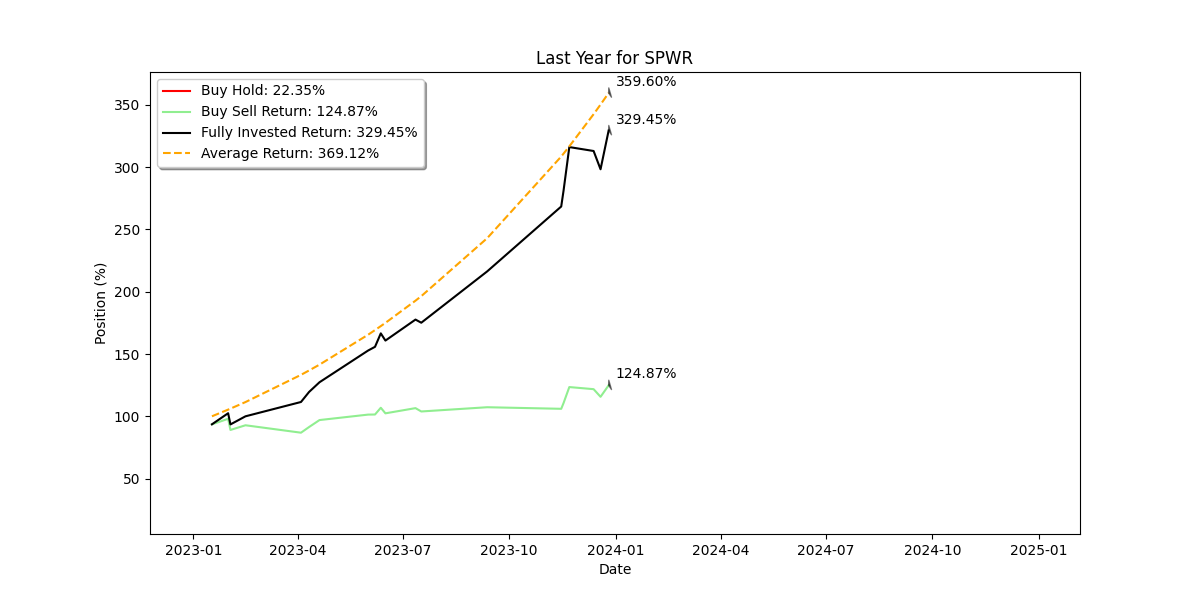 Last Year for SPWR
Buy Hold: 22.35%
Buy Sell Return: 124.87%
Fully Invested Return: 329.45%
Average Return: 369.12%
359.60%
329.45%
124.87%
350
300
250
200
150
100
50
Position (%)
2023-01 2023-04 2023-07 2023-10 2024-01 2024-04 2024-07 2024-10 2025-01
Date